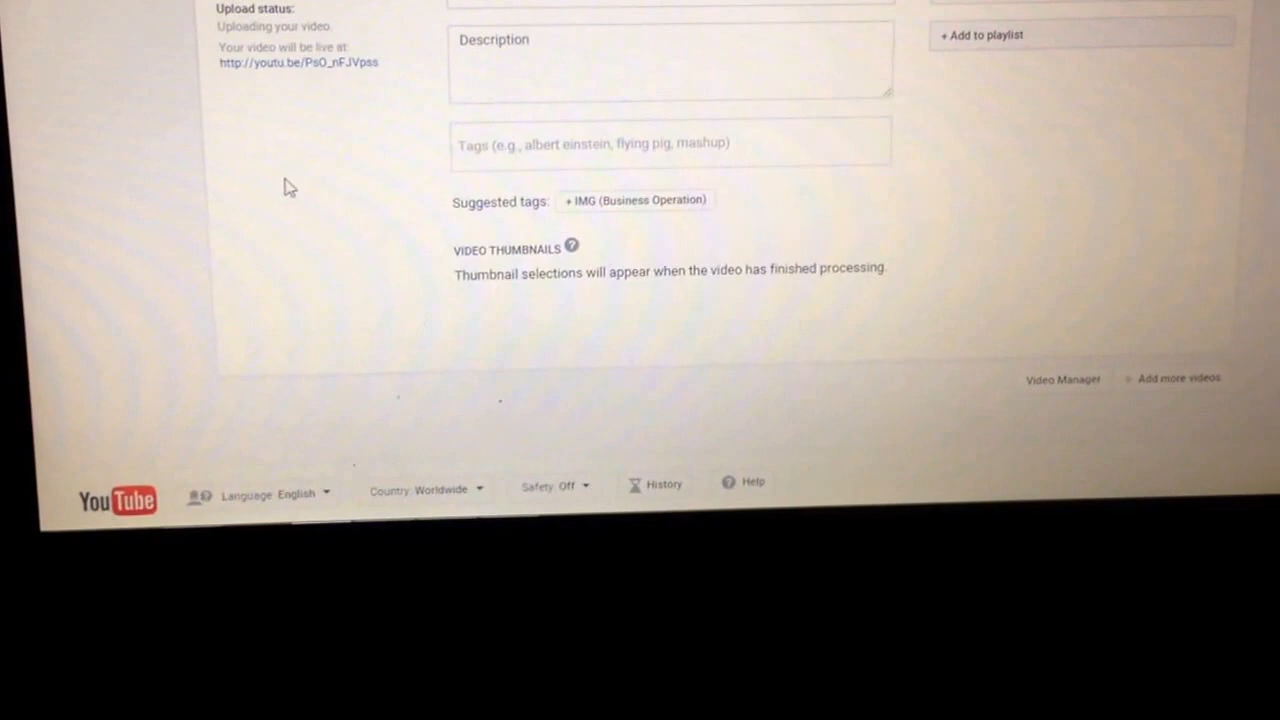 Upload status:
Uploading your video.
Your video will be live at:
http://youtu.be/PsO_nFJVpss
Description
+ Add to playlist
Tags (e.g., albert einstein, flying pig, mashup)
Suggested tags: + IMG (Business Operation)
VIDEO THUMBNAILS ?
Thumbnail selections will appear when the video has finished processing.
Video Manager + Add more videos
YouTube Language: English Country: Worldwide Safety: Off History ? Help